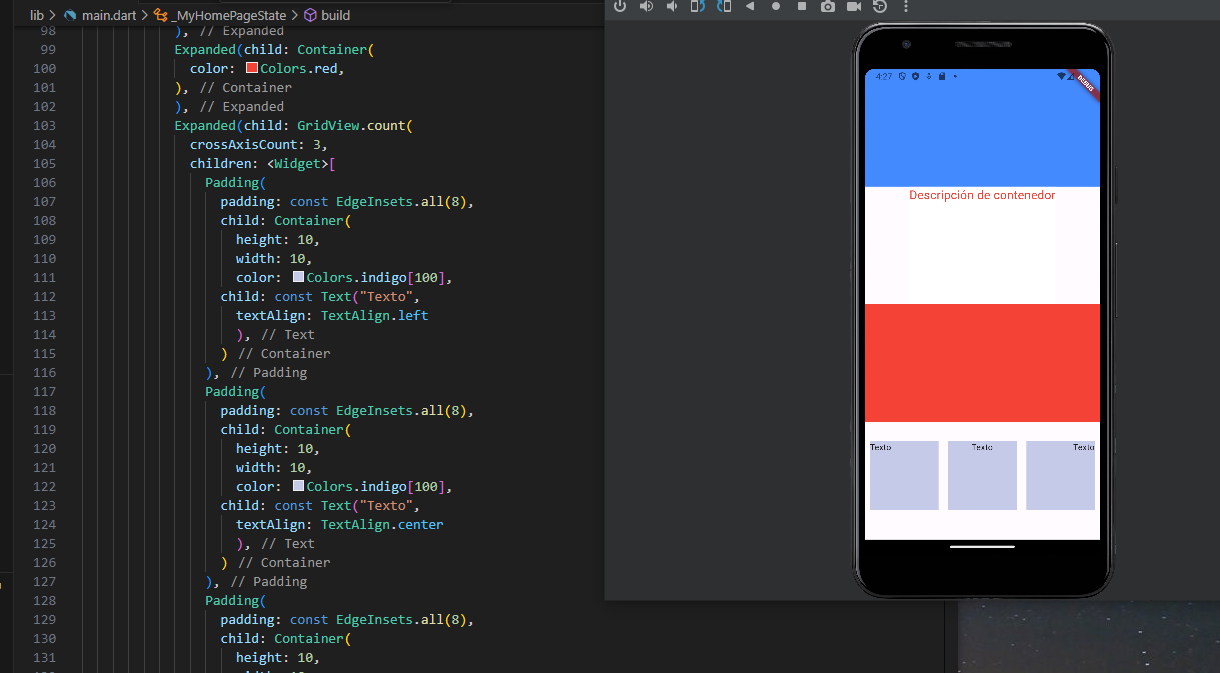 lib > main.dart > _MyHomePageState > build
98 ), // Expanded
99 Expanded(child: Container(
100 color: Colors.red,
101 ), // Container
102 ), // Expanded
103 Expanded(child: GridView.count(
104 crossAxisCount: 3,
105 children: <Widget>[
106 Padding(
107 padding: const EdgeInsets.all(8),
108 child: Container(
109 height: 10,
110 width: 10,
111 color: Colors.indigo[100],
112 child: const Text("Texto",
113 textAlign: TextAlign.left
114 ), // Text
115 ) // Container
116 ), // Padding
117 Padding(
118 padding: const EdgeInsets.all(8),
119 child: Container(
120 height: 10,
121 width: 10,
122 color: Colors.indigo[100],
123 child: const Text("Texto",
124 textAlign: TextAlign.center
125 ), // Text
126 ) // Container
127 ), // Padding
128 Padding(
129 padding: const EdgeInsets.all(8),
130 child: Container(
131 height: 10,
4:27
DEBUG
Descripción de contenedor
Texto Texto Texto